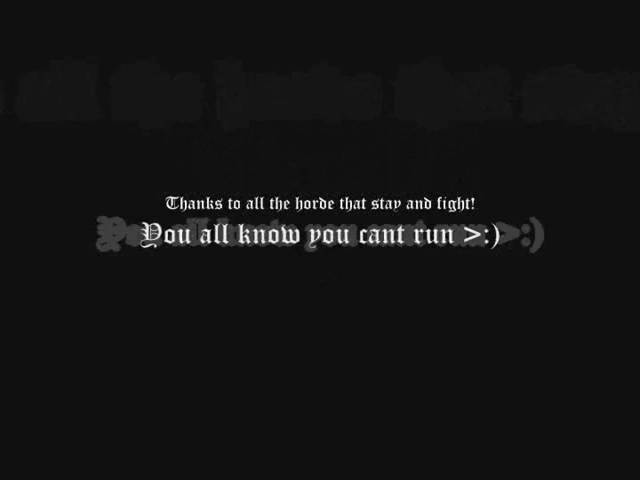 Thanks to all the horde that stay and fight!
You all know you cant run >:)